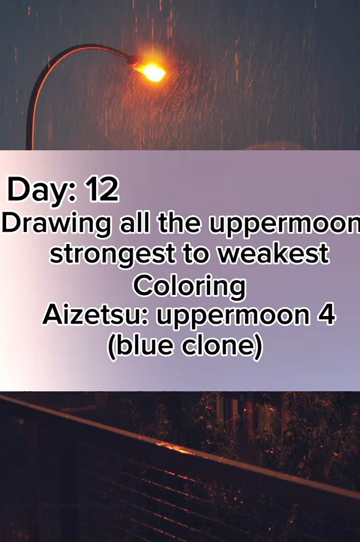 Day: 12
Drawing all the uppermoon
strongest to weakest
Coloring
Aizetsu: uppermoon 4
(blue clone)